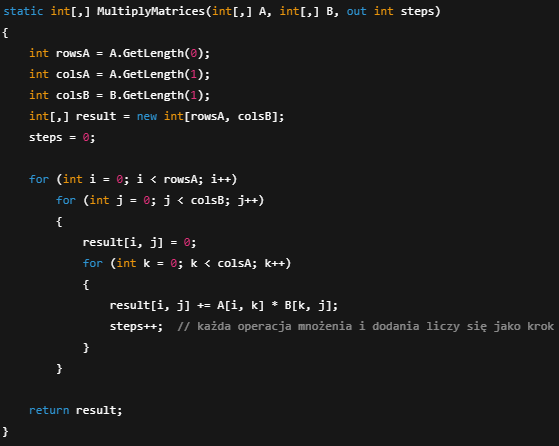 static int[,] MultiplyMatrices(int[,] A, int[,] B, out int steps)
{
    int rowsA = A.GetLength(0);
    int colsA = A.GetLength(1);
    int colsB = B.GetLength(1);
    int[,] result = new int[rowsA, colsB];
    steps = 0;

    for (int i = 0; i < rowsA; i++)
        for (int j = 0; j < colsB; j++)
        {
            result[i, j] = 0;
            for (int k = 0; k < colsA; k++)
            {
                result[i, j] += A[i, k] * B[k, j];
                steps++;  // każda operacja mnożenia i dodania liczy się jako krok
            }
        }

    return result;
}